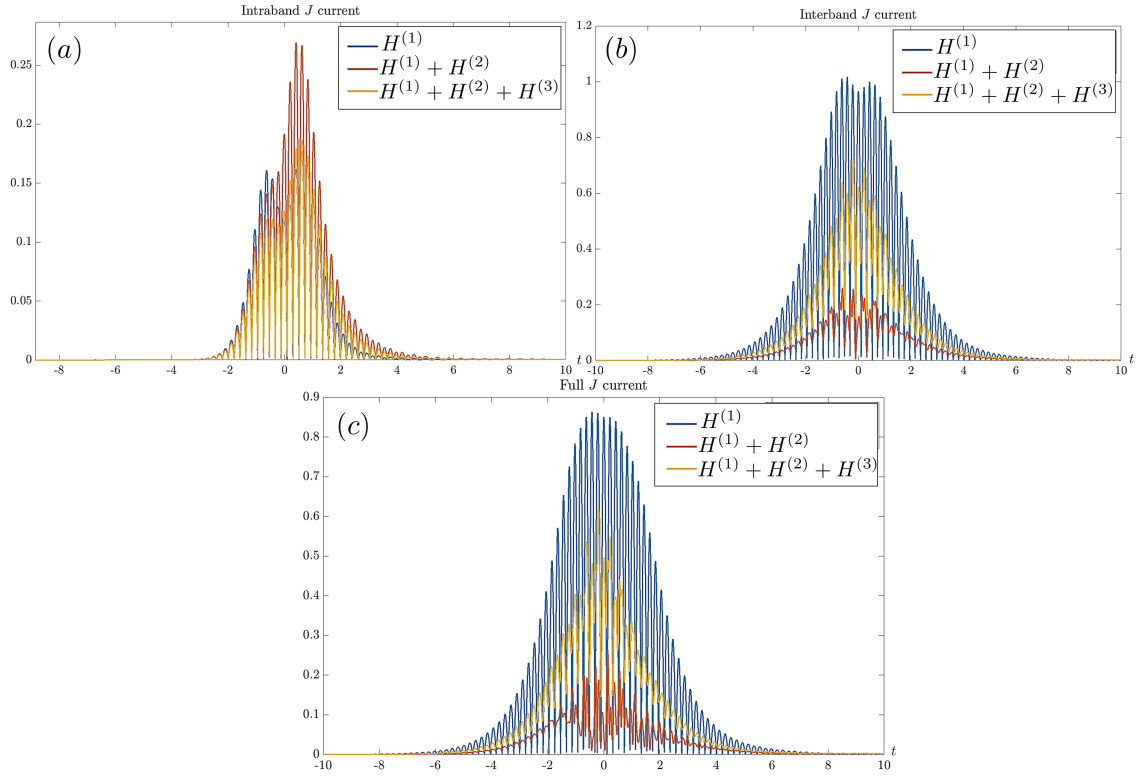 Intraband J current
(a)
H^{(1)}
H^{(1)} + H^{(2)}
H^{(1)} + H^{(2)} + H^{(3)}
0.25
0.2
0.15
0.1
0.05
0
-8 -6 -4 -2 0 2 4 6 8 10
Interband J current
(b)
H^{(1)}
H^{(1)} + H^{(2)}
H^{(1)} + H^{(2)} + H^{(3)}
1.2
1
0.8
0.6
0.4
0.2
t 0
-10 -8 -6 -4 -2 0 2 4 6 8 10 t
Full J current
(c)
H^{(1)}
H^{(1)} + H^{(2)}
H^{(1)} + H^{(2)} + H^{(3)}
0.9
0.8
0.7
0.6
0.5
0.4
0.3
0.2
0.1
0
-10 -8 -6 -4 -2 0 2 4 6 8 10 t